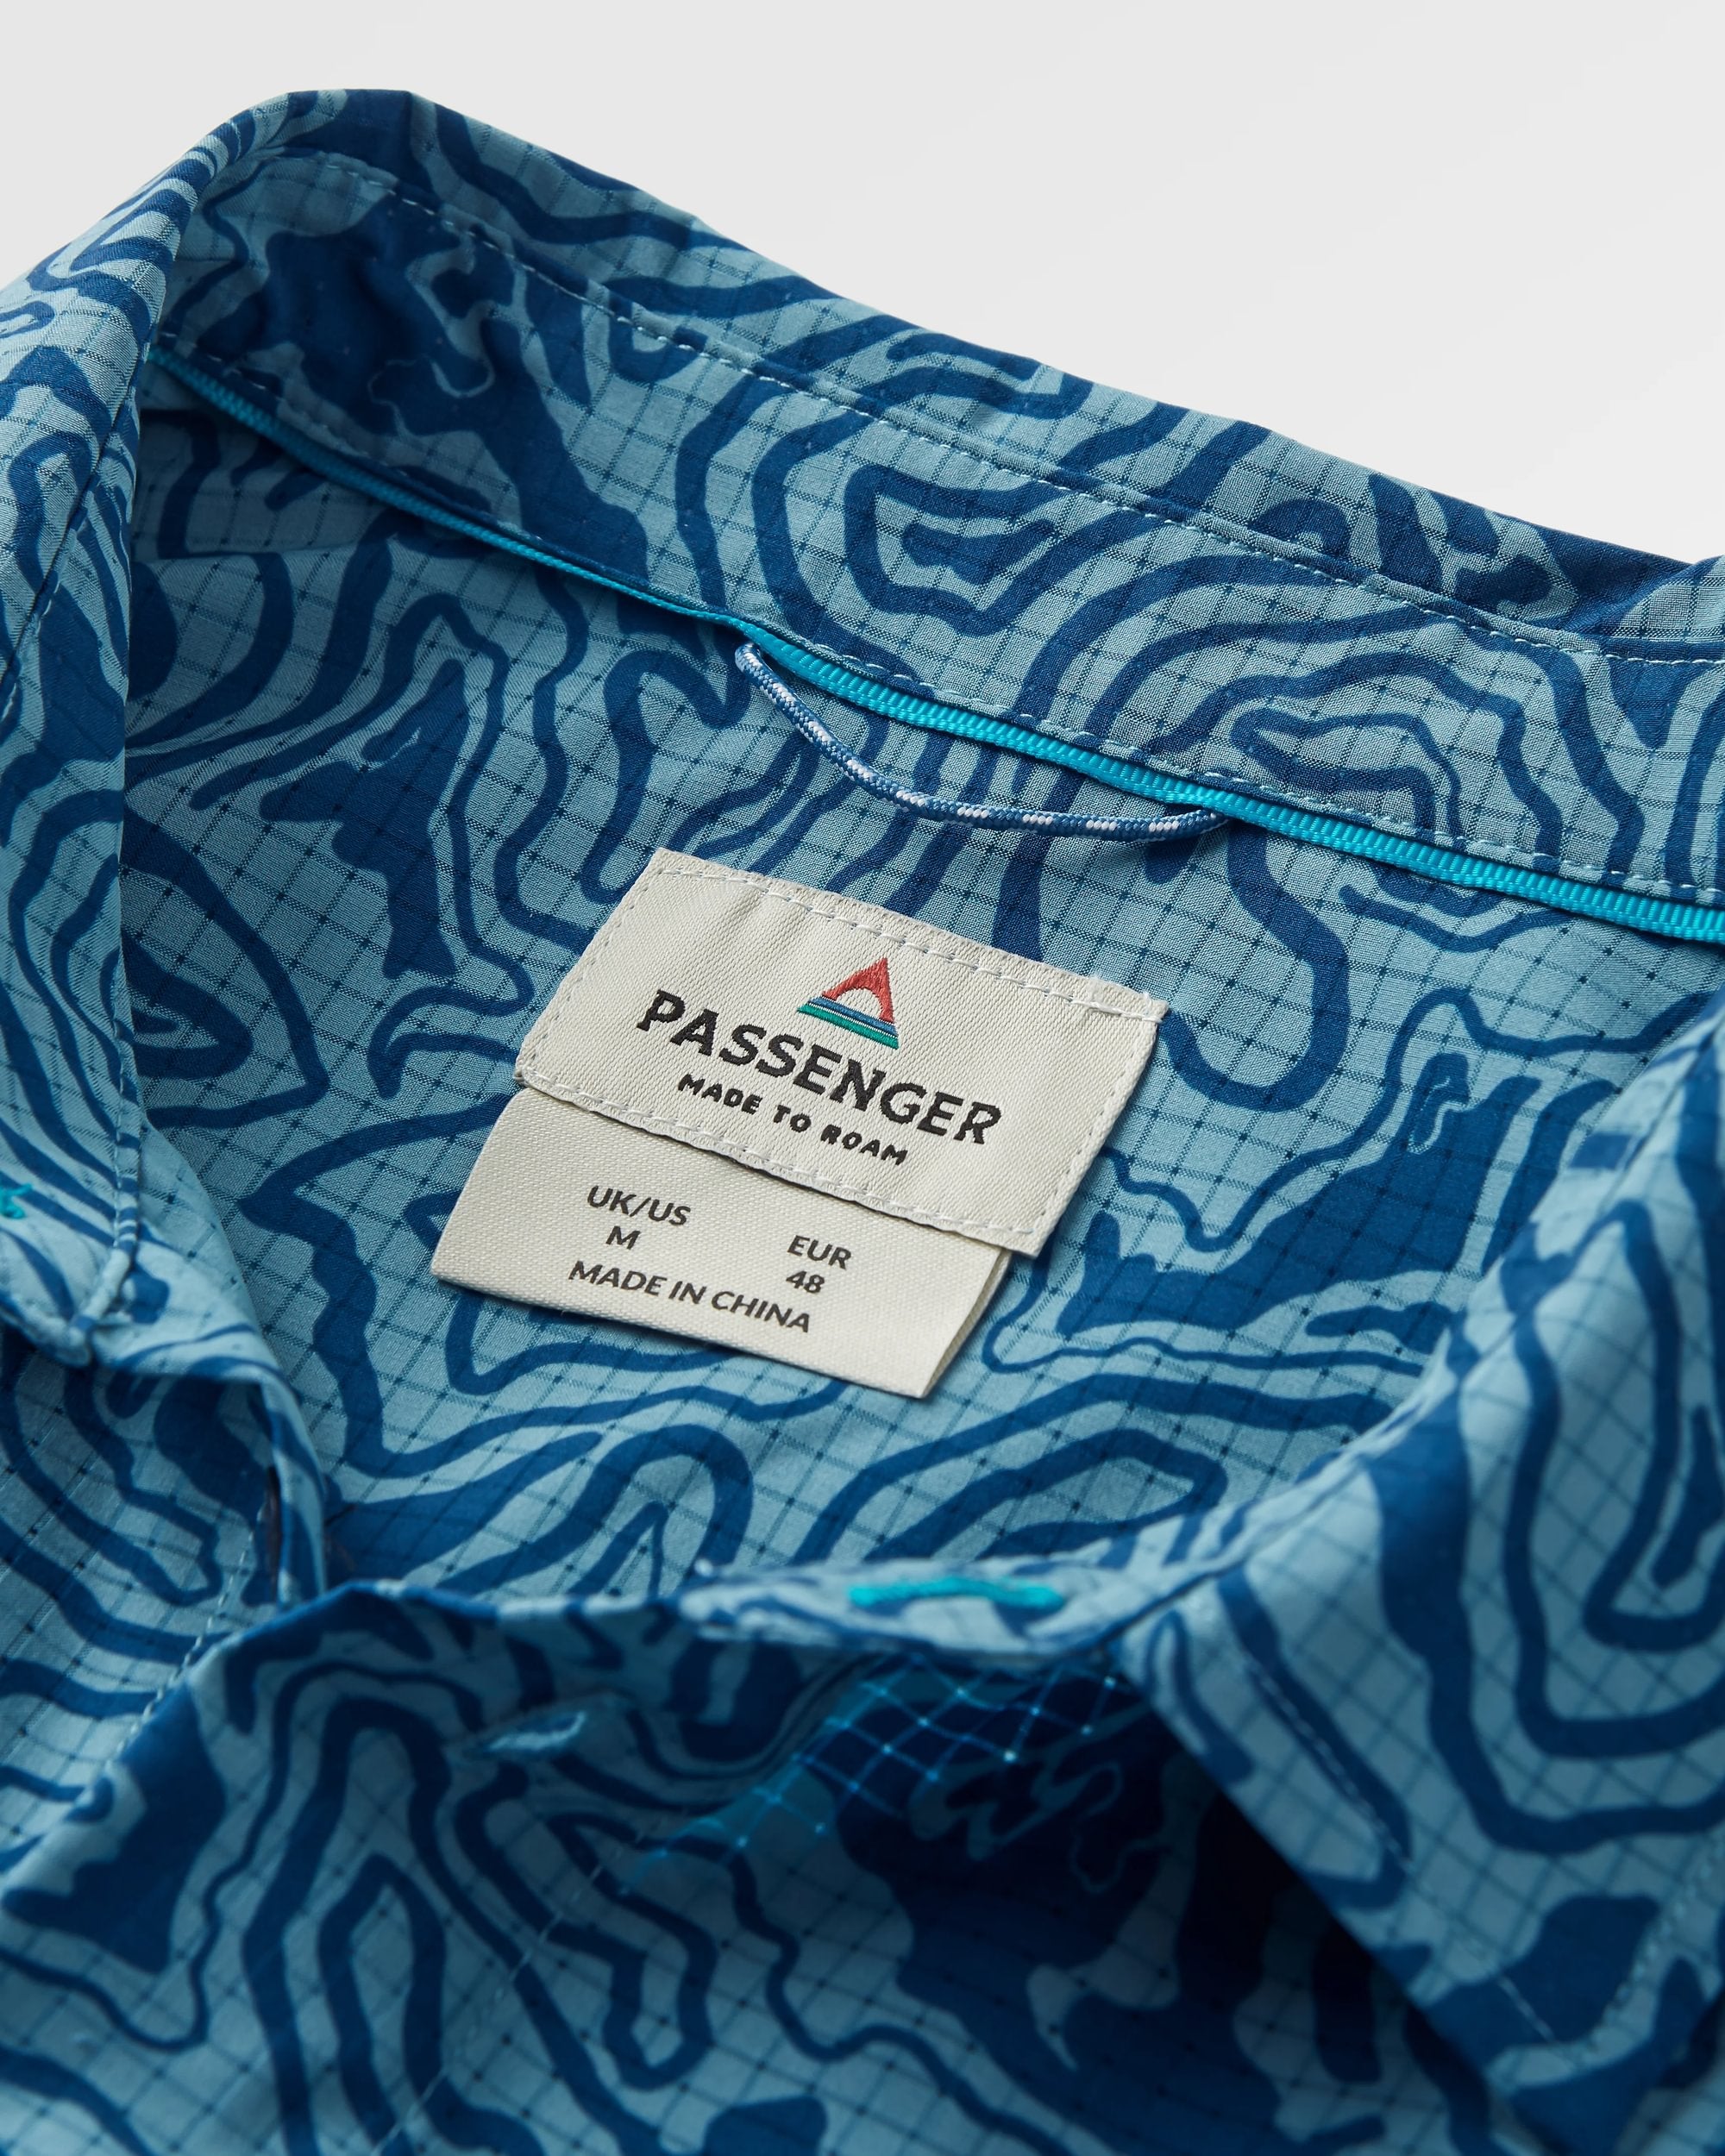 PASSENGER
MADE TO ROAM
UK/US EUR
M 48
MADE IN CHINA